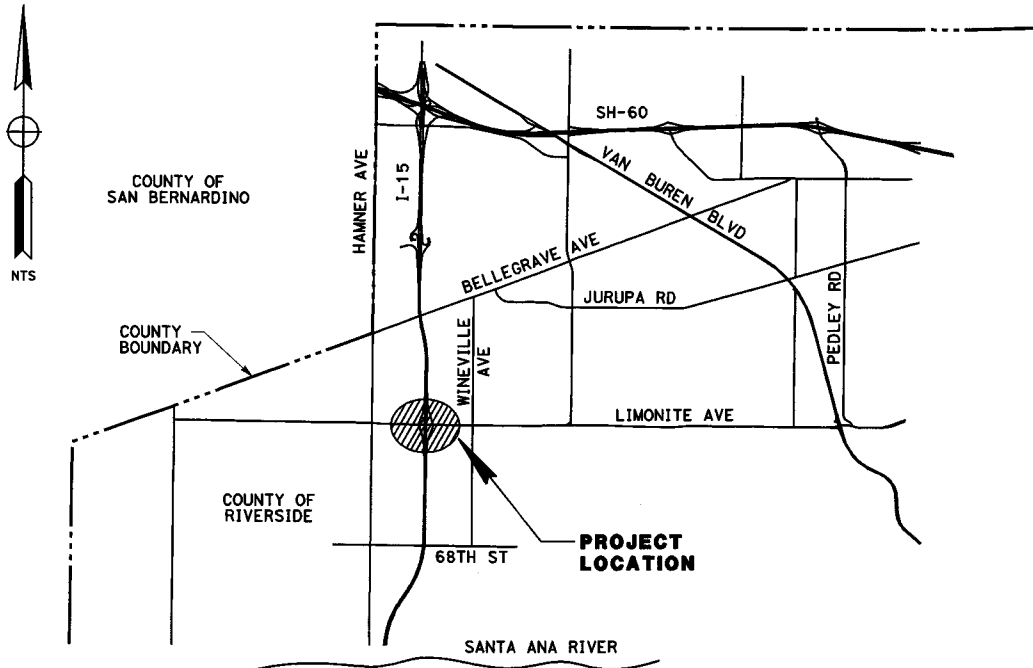 NTS
COUNTY OF
SAN BERNARDINO
HAMNER AVE
I-15
SH-60
VAN BUREN BLVD
BELLEGRAVE AVE
JURUPA RD
PEDLEY RD
COUNTY
BOUNDARY
WINEVILLE
AVE
LIMONITE AVE
COUNTY OF
RIVERSIDE
68TH ST
PROJECT
LOCATION
SANTA ANA RIVER